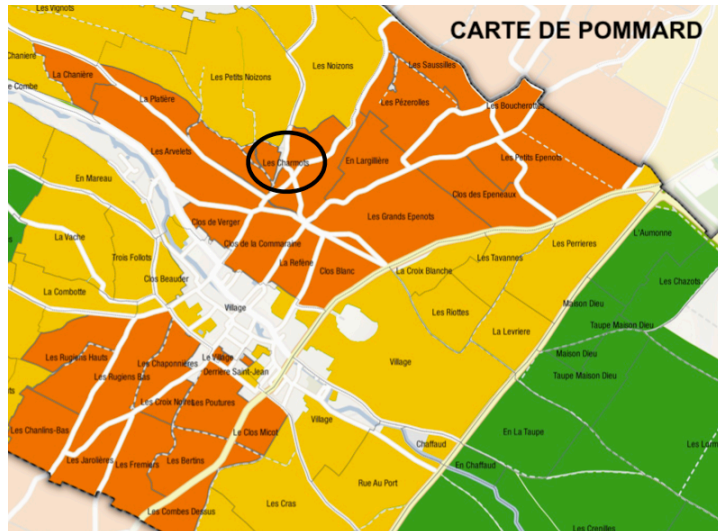 CARTE DE POMMARD
Les Vignots
Chaniere
Les Noizons
Les Saussilles
La Chanière
Les Petits Noizons
Combe
La Platière
Les Pézerolles
Les Boucherottes
Les Arvelets
Les Charmots
En Largillière
Les Petits Epenots
En Mareau
Clos des Epeneaux
Clos de Verger
Les Grands Epenots
L'Aumonne
La Vache
Clos de la Commaraine
Les Perrieres
Trois Follots
La Refène
Les Tavannes
Clos Blanc
La Croix Blanche
Clos Beauder
Les Chazots
La Combotte
Maison Dieu
Village
Les Riottes
Taupe Maison Dieu
La Levriere
Les Rugiens Hauts
Les Chaponnières
Le Village
Village
Maison Dieu
Derrière Saint-Jean
Les Rugiens Bas
Taupe Maison Dieu
Les Croix Noires
Les Poutures
Les Chanlins-Bas
Le Clos Micot
Village
En La Taupe
Chaffaud
Les Jarolières
Les Fremiers
Les Bertins
En Chaffaud
Rue Au Port
Les Combes Dessus
Les Cras
Les Crenilles